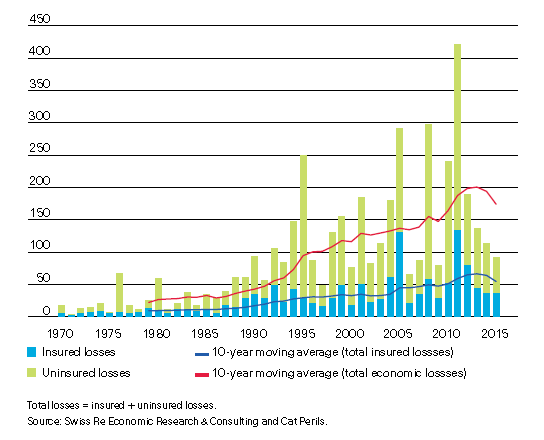 450
400
350
300
250
200
150
100
50
0
1970 1975 1980 1985 1990 1995 2000 2005 2010 2015
Insured losses 10-year moving average (total insured lossses)
Uninsured losses 10-year moving average (total economic lossses)
Total losses = insured + uninsured losses.
Source: Swiss Re Economic Research & Consulting and Cat Perils.